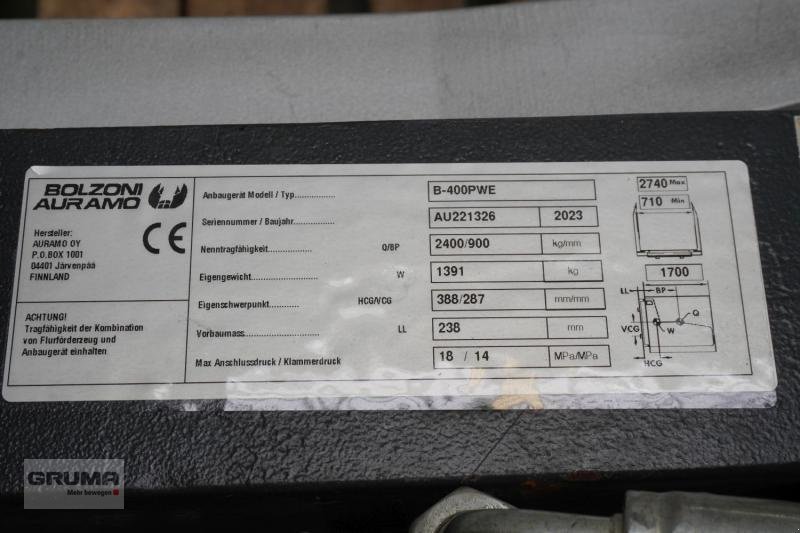 BOLZONI
AURAMO
Hersteller:
AURAMO OY
P.O.BOX 1001
04401 Järvenpää
FINNLAND
CE
ACHTUNG!
Tragfähigkeit der Kombination
von Flurförderzeug und
Anbaugerät einhalten
Anbaugerät Modell / Typ................ B-400PWE
Seriennummer / Baujahr................ AU221326 2023
Nenntragfähigkeit................ Q/BP 2400/900 kg/mm
Eigengewicht................ W 1391 kg
Eigenschwerpunkt............ HCG/VCG 388/287 mm/mm
Vorbaumass.............................. LL 238 mm
Max Anschlussdruck / Klammerdruck 18 / 14 MPa/MPa
2740 Max
710 Min
1700
LL BP
VCG W Q
HCG
GRUMA
Mehr bewegen